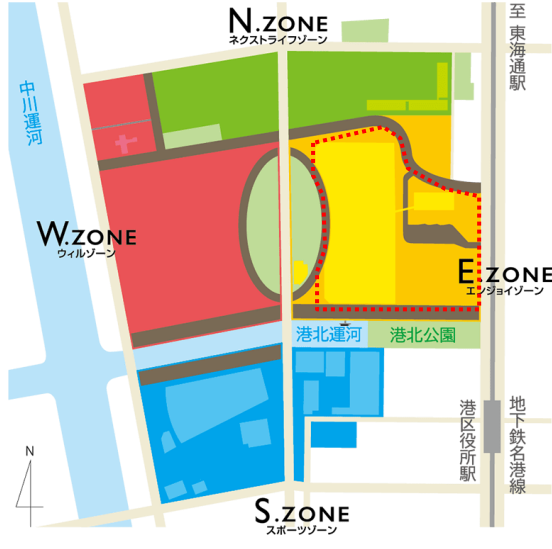 N.ZONE
ネクストライフゾーン
至 東海通駅
中川運河
W.ZONE
ウィルゾーン
E.ZONE
エンジョイゾーン
港北運河
港北公園
港区役所駅
地下鉄名港線
N
S.ZONE
スポーツゾーン